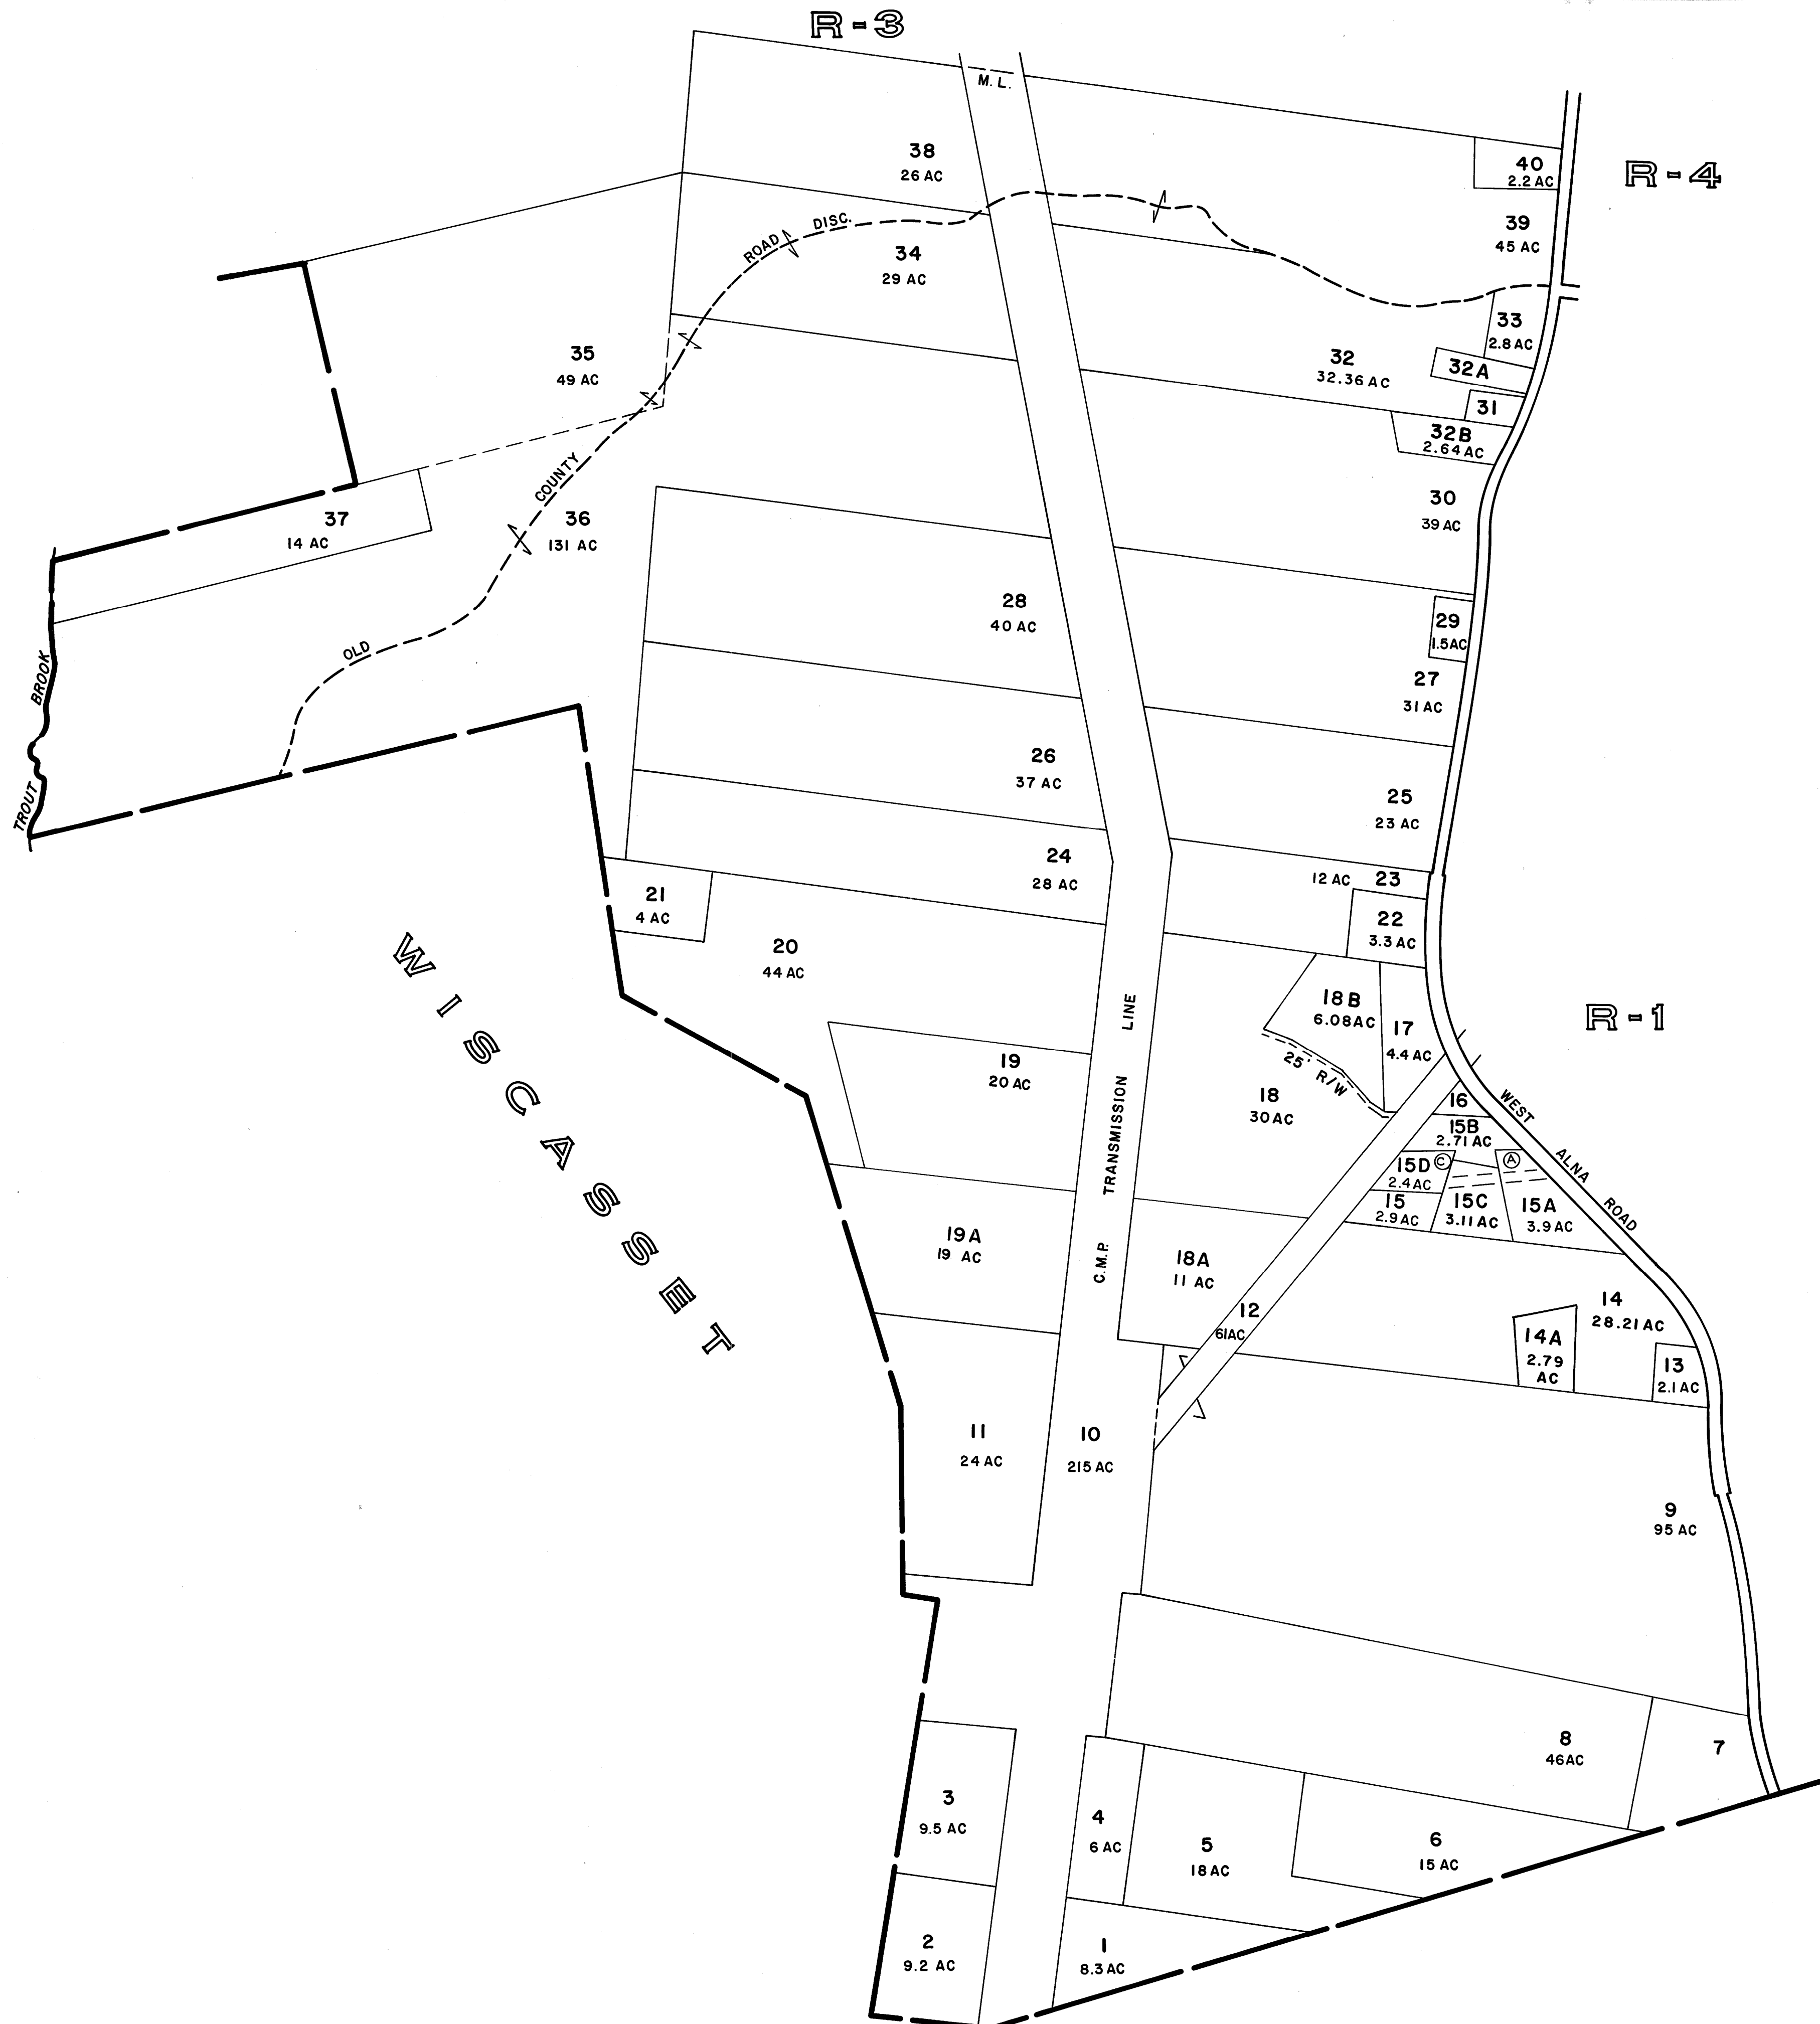 R-3
M. L.
38
26 AC
40
2.2 AC
R-4
39
45 AC
ROAD DISC.
34
29 AC
33
2.8 AC
35
49 AC
32
32.36 AC
32A
31
32B
2.64 AC
COUNTY
30
39 AC
37
14 AC
36
131 AC
28
40 AC
29
1.5AC
OLD
27
31 AC
TROUT BROOK
26
37 AC
25
23 AC
24
28 AC
12 AC 23
21
4 AC
22
3.3 AC
20
44 AC
WISCASSET
18B
6.08AC
R-1
17
4.4 AC
25' R/W
19
20 AC
18
30 AC
16
WEST ALNA ROAD
15B
2.71 AC
15D
2.4 AC
C
A
15
2.9 AC
15C
3.11 AC
15A
3.9 AC
C.M.P. TRANSMISSION LINE
19A
19 AC
18A
11 AC
12
61AC
14
28.21 AC
14A
2.79
AC
13
2.1 AC
11
24 AC
10
215 AC
9
95 AC
8
46AC
7
3
9.5 AC
4
6 AC
5
18 AC
6
15 AC
2
9.2 AC
1
8.3 AC